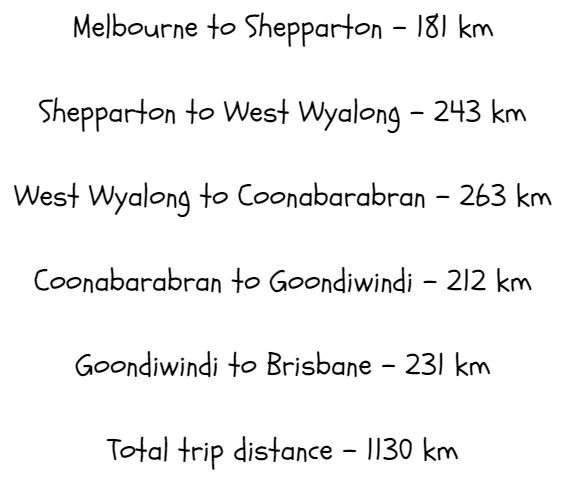 Melbourne to Shepparton – 181 km
Shepparton to West Wyalong – 243 km
West Wyalong to Coonabarabran – 263 km
Coonabarabran to Goondiwindi – 212 km
Goondiwindi to Brisbane – 231 km
Total trip distance – 1130 km